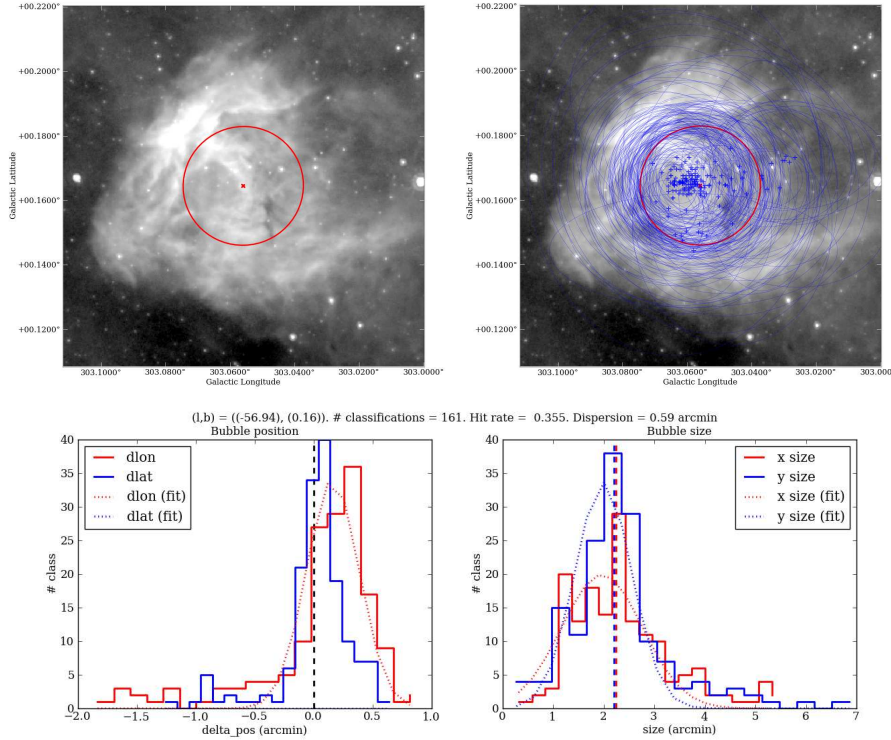 +00.2200° +00.2200°
+00.2000° +00.2000°
+00.1800° +00.1800°
Galactic Latitude Galactic Latitude
+00.1600° +00.1600°
+00.1400° +00.1400°
+00.1200° +00.1200°
303.1000° 303.0800° 303.0600° 303.0400° 303.0200° 303.0000° 303.1000° 303.0800° 303.0600° 303.0400° 303.0200° 303.0000°
Galactic Longitude Galactic Longitude
(l,b) = ((-56.94), (0.16)). # classifications = 161. Hit rate = 0.355. Dispersion = 0.59 arcmin
Bubble position Bubble size
40 40
dlon x size
dlat y size
35 35
dlon (fit) x size (fit)
dlat (fit) y size (fit)
30 30
25 25
# class # class
20 20
15 15
10 10
5 5
0 0
−2.0 −1.5 −1.0 −0.5 0.0 0.5 1.0 0 1 2 3 4 5 6 7
delta_pos (arcmin) size (arcmin)